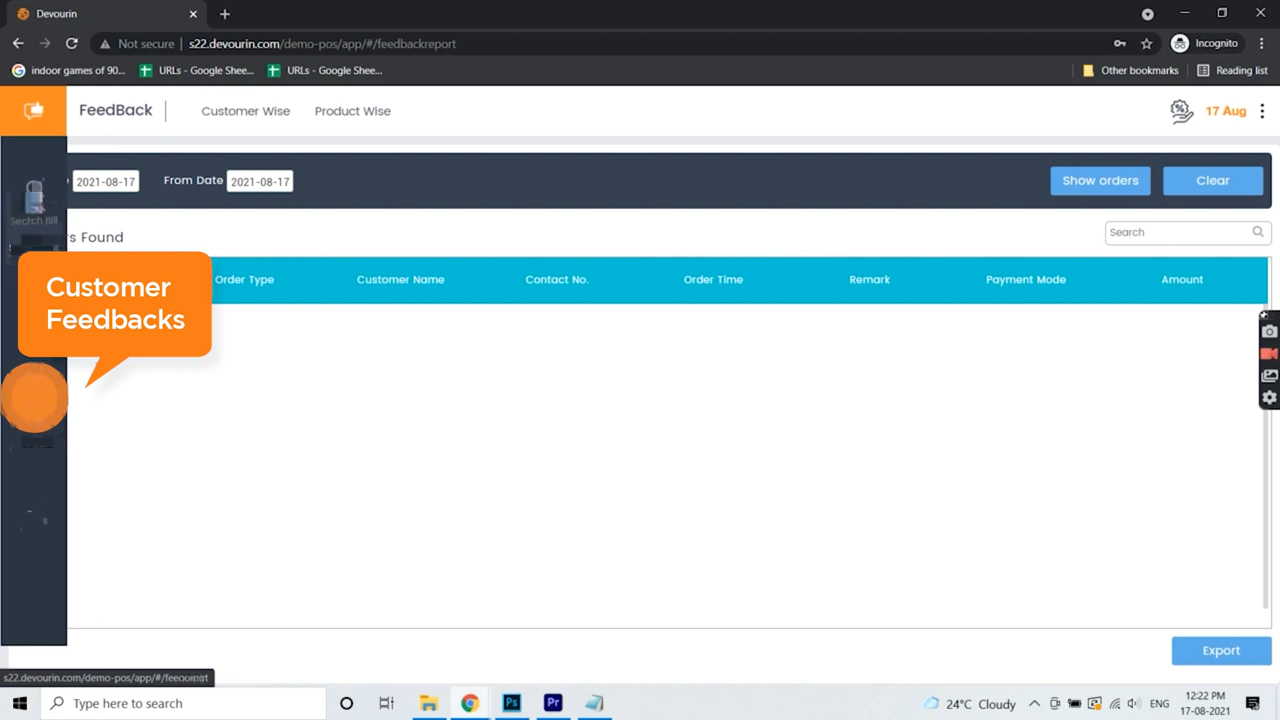 Devourin
Not secure
s22.devourin.com/demo-pos/app/#/feedbackreport
Incognito
indoor games of 90...
URLs - Google Shee...
URLs - Google Shee...
Other bookmarks
Reading list
FeedBack
Customer Wise
Product Wise
17 Aug
2021-08-17
From Date
2021-08-17
Show orders
Clear
s Found
Search
Customer
Feedbacks
Order Type
Customer Name
Contact No.
Order Time
Remark
Payment Mode
Amount
Export
Type here to search
Ps
Pr
24°C Cloudy
ENG
12:22 PM
17-08-2021